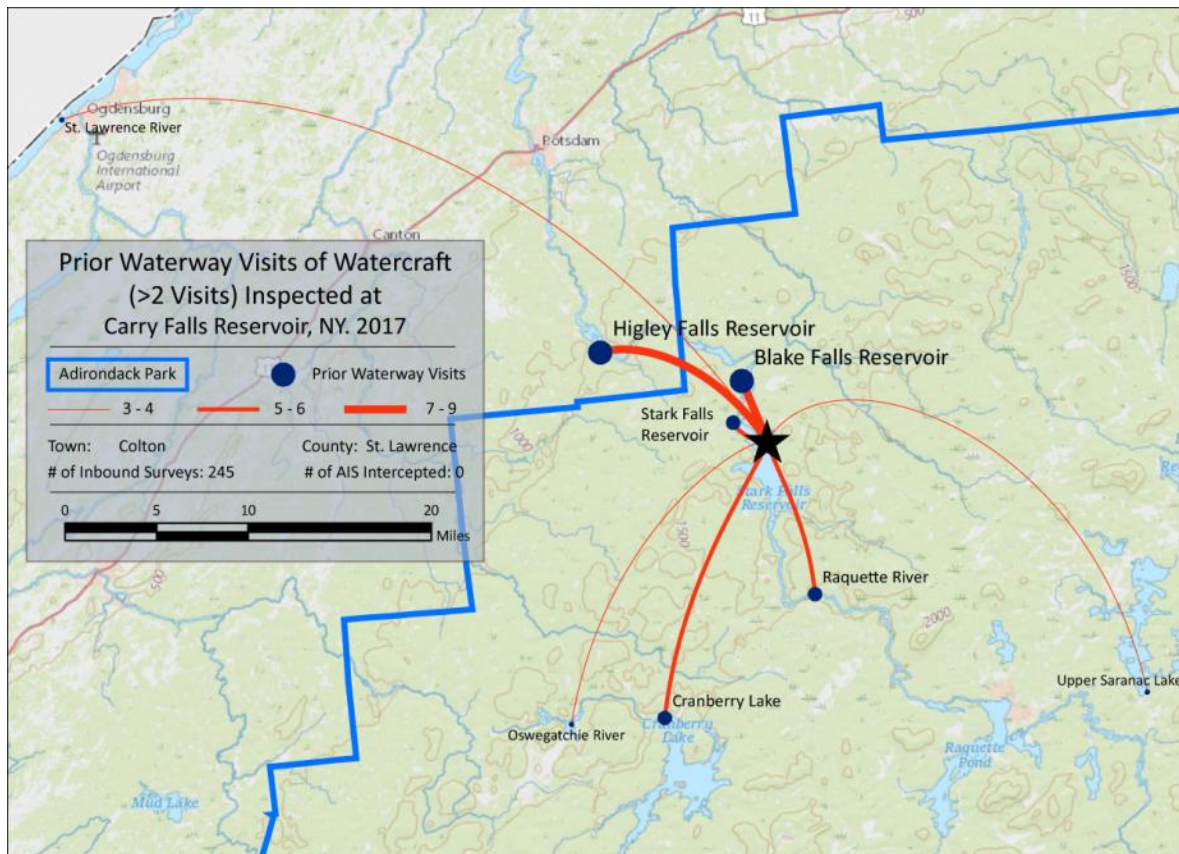 11
500
Ogdensburg
St. Lawrence River
Ogdensburg
International
Airport
Potsdam
Canton
1500
Prior Waterway Visits of Watercraft
(>2 Visits) Inspected at
Carry Falls Reservoir, NY. 2017
Adirondack Park
Prior Waterway Visits
3 - 4
5 - 6
7 - 9
Town: Colton
County: St. Lawrence
# of Inbound Surveys: 245
# of AIS Intercepted: 0
0 5 10 20
Miles
Higley Falls Reservoir
Blake Falls Reservoir
Stark Falls
Reservoir
1000
Stark Falls
Reservoir
1500
500
Raquette River
2000
Upper Saranac Lake
Cranberry Lake
Cranberry
Lake
Oswegatchie River
Raquette
Pond
Mud Lake